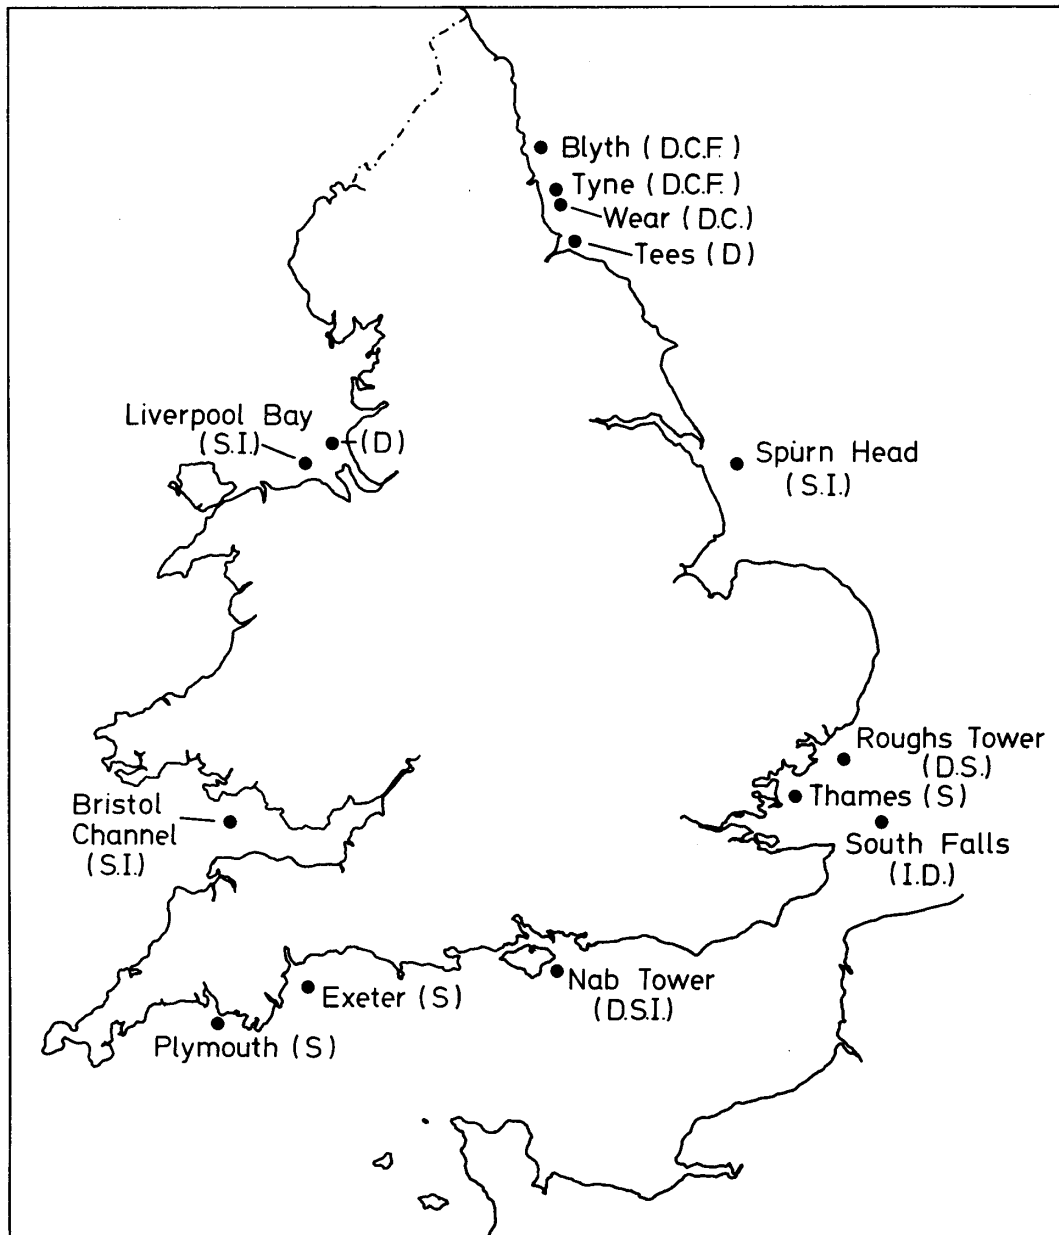 Blyth (D.C.F.)
Tyne (D.C.F.)
Wear (D.C.)
Tees (D)
Liverpool Bay
(S.I.)
(D)
Spurn Head
(S.I.)
Roughs Tower
(D.S.)
Thames (S)
South Falls
(I.D.)
Bristol
Channel
(S.I.)
Nab Tower
(D.S.I.)
Exeter (S)
Plymouth (S)